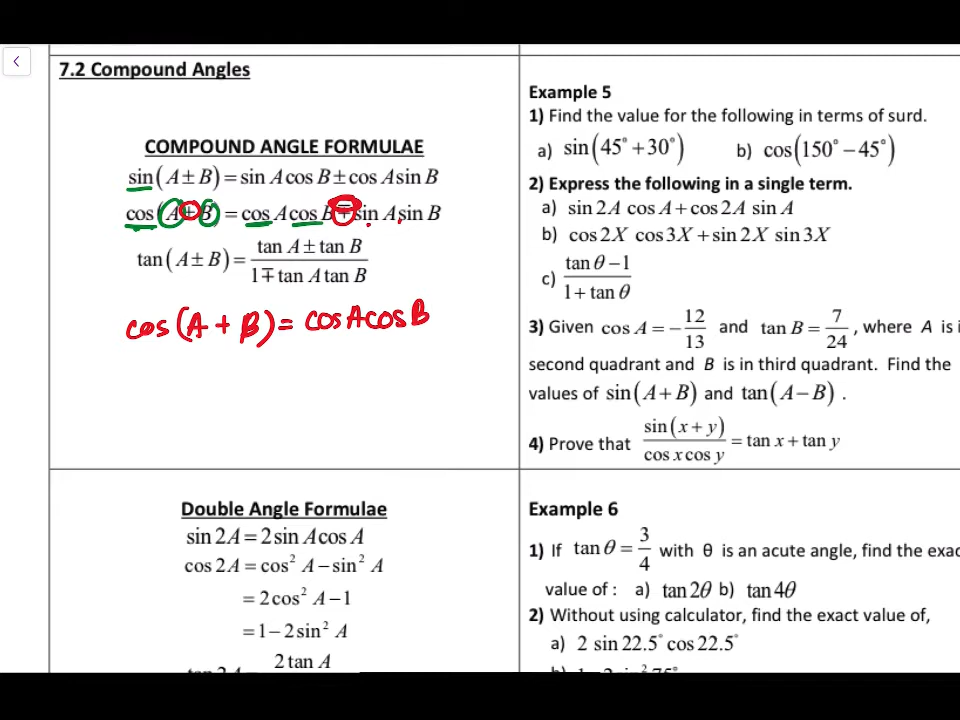 7.2 Compound Angles
COMPOUND ANGLE FORMULAE
sin(A ± B) = sin A cos B ± cos A sin B
cos(A ± B) = cos A cos B ∓ sin A sin B
tan(A ± B) = (tan A ± tan B)/(1 ∓ tan A tan B)
cos(A + B) = cosA cos B
Example 5
1) Find the value for the following in terms of surd.
a) sin(45° + 30°) b) cos(150° − 45°)
2) Express the following in a single term.
a) sin 2A cos A + cos 2A sin A
b) cos 2X cos 3X + sin 2X sin 3X
c) (tan θ − 1)/(1 + tan θ)
3) Given cos A = − 12/13 and tan B = 7/24, where A is i
second quadrant and B is in third quadrant. Find the
values of sin(A + B) and tan(A − B) .
4) Prove that sin(x + y)/(cos x cos y) = tan x + tan y
Double Angle Formulae
sin 2A = 2 sin A cos A
cos 2A = cos² A − sin² A
= 2 cos² A − 1
= 1 − 2 sin² A
2 tan A
Example 6
1) If tan θ = 3/4 with θ is an acute angle, find the exac
value of : a) tan 2θ b) tan 4θ
2) Without using calculator, find the exact value of,
a) 2 sin 22.5° cos 22.5°